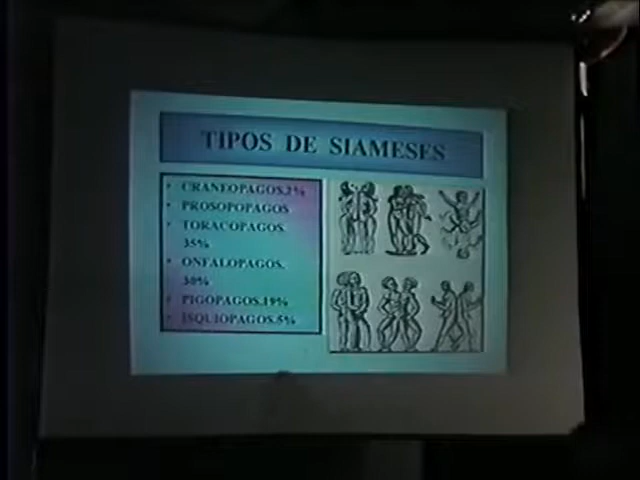 TIPOS DE SIAMESES
• CRANEOPAGOS.2%
• PROSOPOPAGOS
• TORACOPAGOS.
35%
• ONFALOPAGOS.
30%
• PIGOPAGOS.19%
• ISQUIOPAGOS.5%